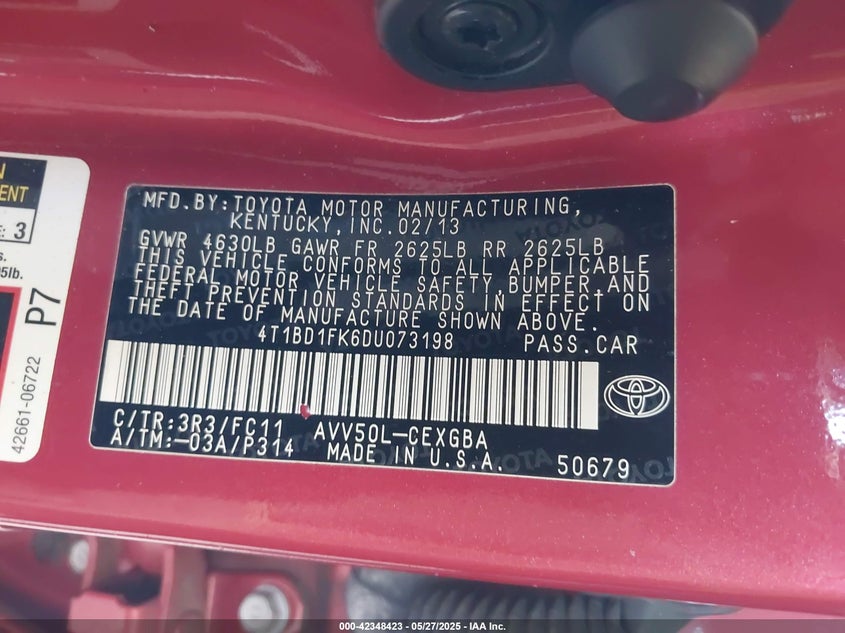 MFD.BY:TOYOTA MOTOR MANUFACTURING,
KENTUCKY,INC.02/13
GVWR 4630LB GAWR FR 2625LB RR 2625LB
THIS VEHICLE CONFORMS TO ALL APPLICABLE
FEDERAL MOTOR VEHICLE SAFETY,BUMPER,AND
THEFT PREVENTION STANDARDS IN EFFECT ON
THE DATE OF MANUFACTURE SHOWN ABOVE.
4T1BD1FK6DU073198 PASS.CAR
C/TR:3R3/FC11 AVV50L-CEXGBA
A/TM:-03A/P314 MADE IN U.S.A. 50679
3
P7
42661-06722
000-42348423 - 05/27/2025 - IAA Inc.